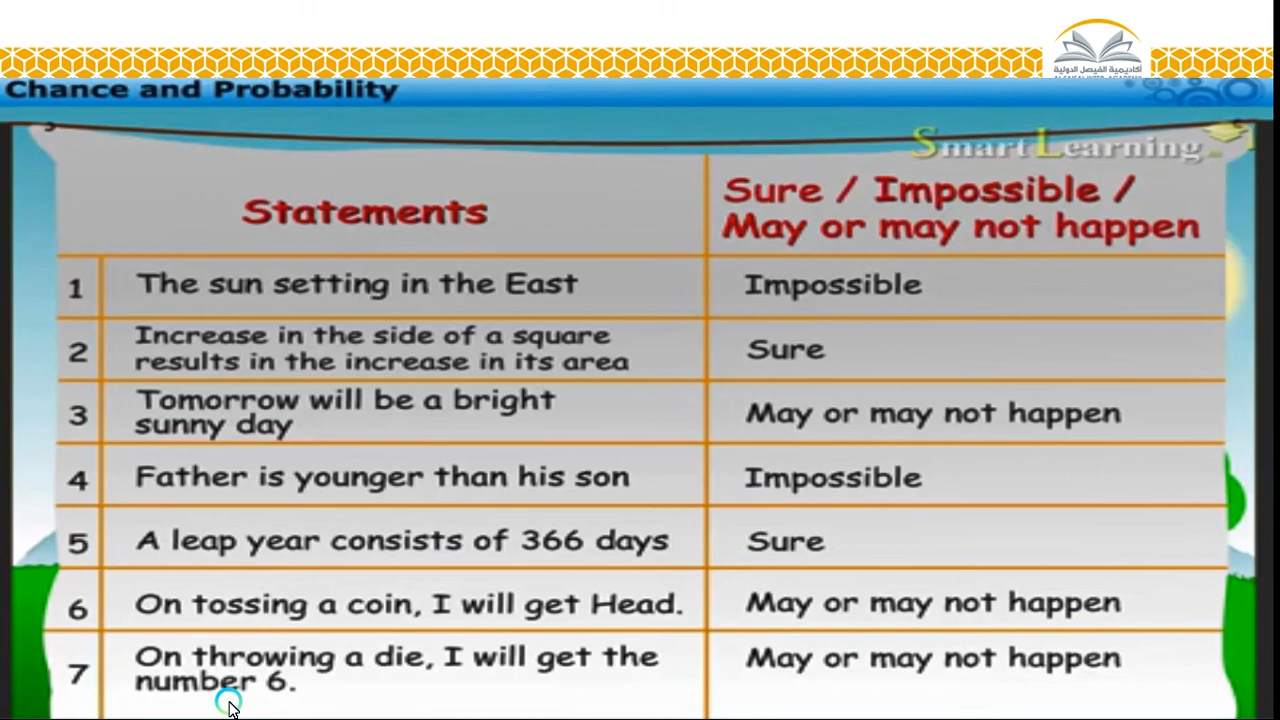 أكاديمية الفيصل الدولية
Chance and Probability
Smart Learning
Statements
Sure / Impossible /
May or may not happen
1
The sun setting in the East
Impossible
2
Increase in the side of a square
results in the increase in its area
Sure
3
Tomorrow will be a bright
sunny day
May or may not happen
4
Father is younger than his son
Impossible
5
A leap year consists of 366 days
Sure
6
On tossing a coin, I will get Head.
May or may not happen
7
On throwing a die, I will get the
number 6.
May or may not happen